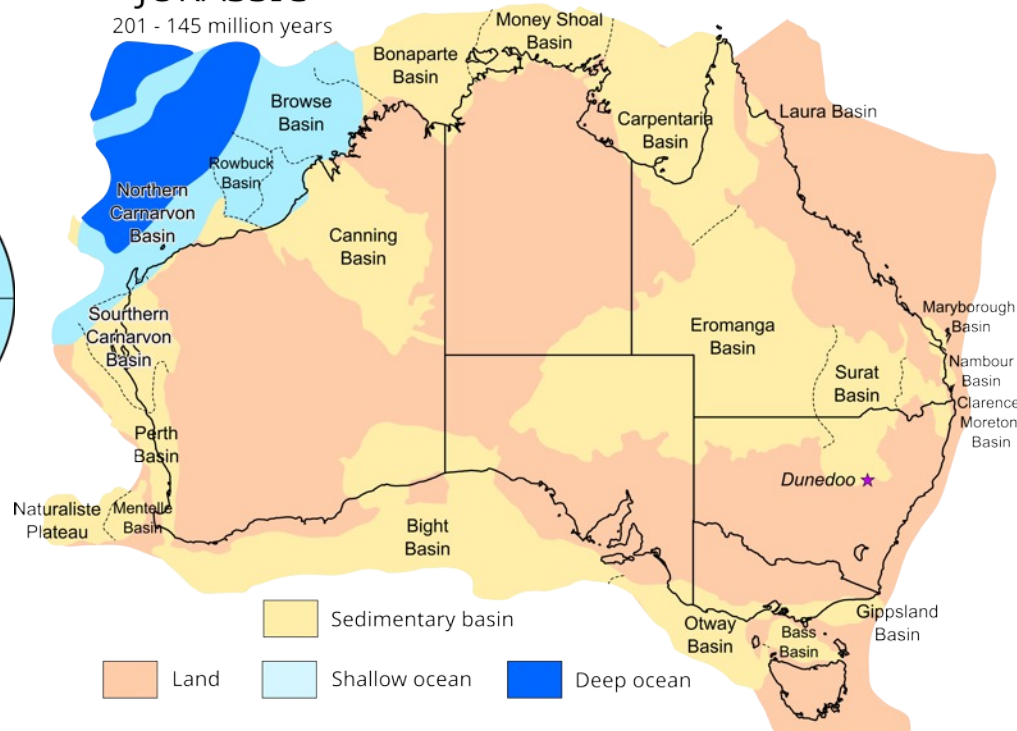 JURASSIC
201 - 145 million years
Money Shoal
Basin
Bonaparte
Basin
Browse
Basin
Carpentaria
Basin
Laura Basin
Rowbuck
Basin
Northern
Carnarvon
Basin
Canning
Basin
Sourthern
Carnarvon
Basin
Eromanga
Basin
Maryborough
Basin
Surat
Basin
Nambour
Basin
Clarence
Moreton
Basin
Perth
Basin
Dunedoo
Naturaliste
Plateau
Mentelle
Basin
Bight
Basin
Otway
Basin
Bass
Basin
Gippsland
Basin
Sedimentary basin
Land
Shallow ocean
Deep ocean